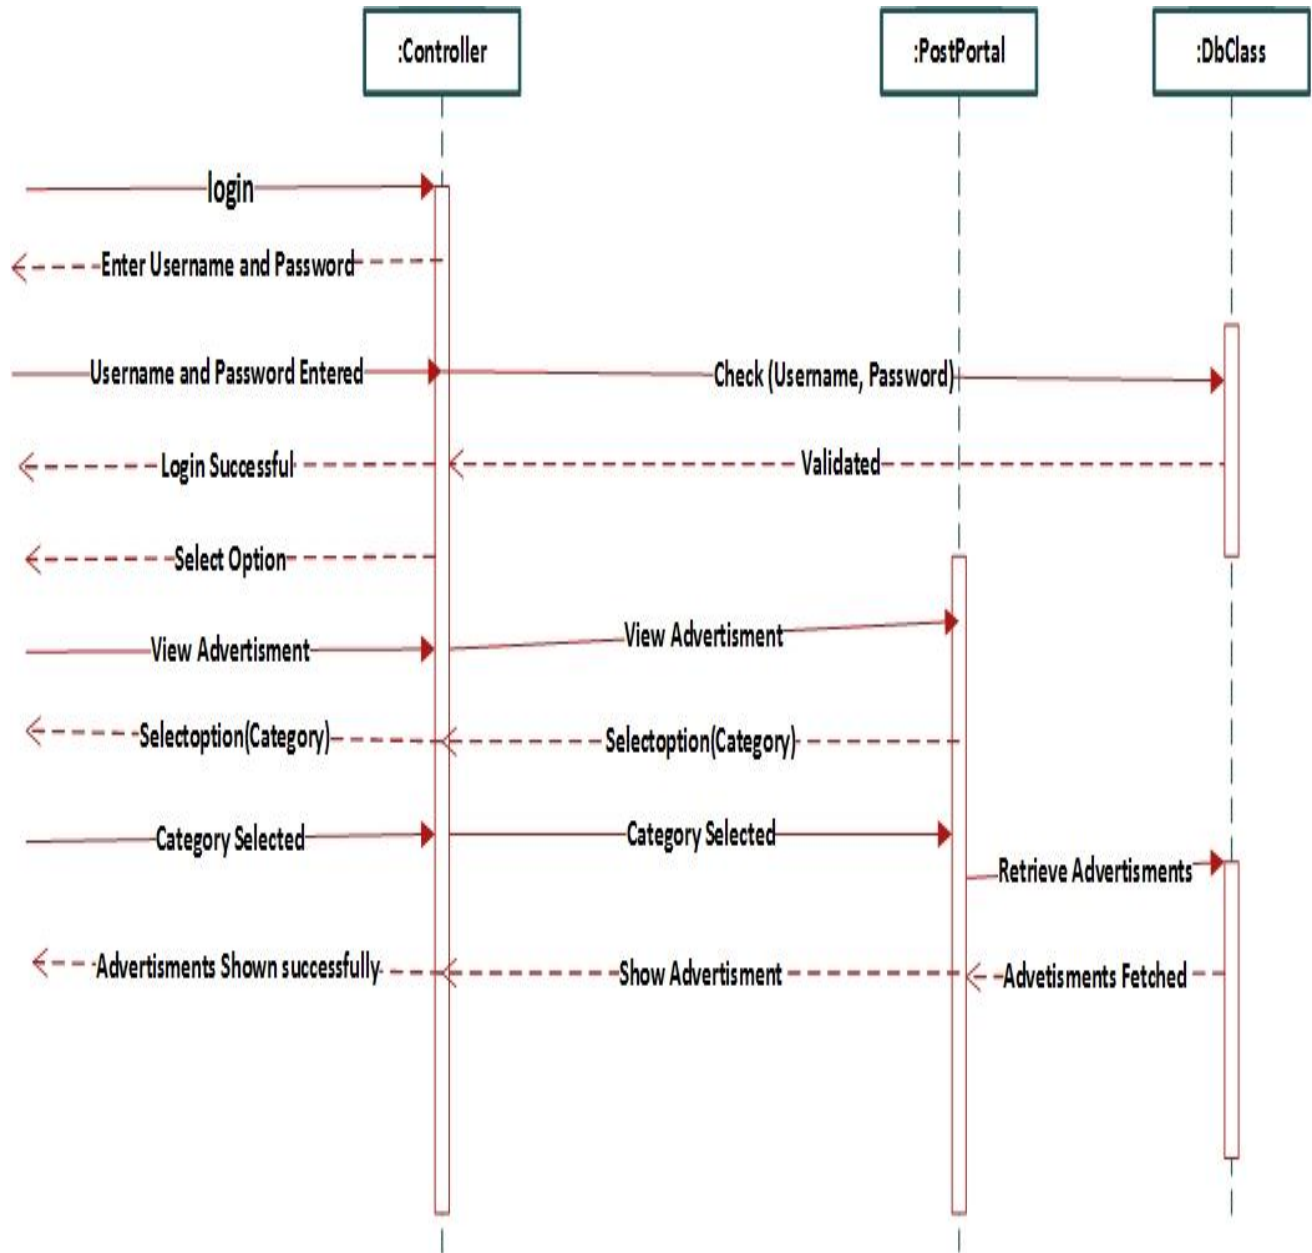 :Controller
:PostPortal
:DbClass
login
Enter Username and Password
Username and Password Entered
Check (Username, Password)
Login Successful
Validated
Select Option
View Advertisment
View Advertisment
Selectoption(Category)
Selectoption(Category)
Category Selected
Category Selected
Retrieve Advertisments
Advertisments Shown successfully
Show Advertisment
Advetisments Fetched